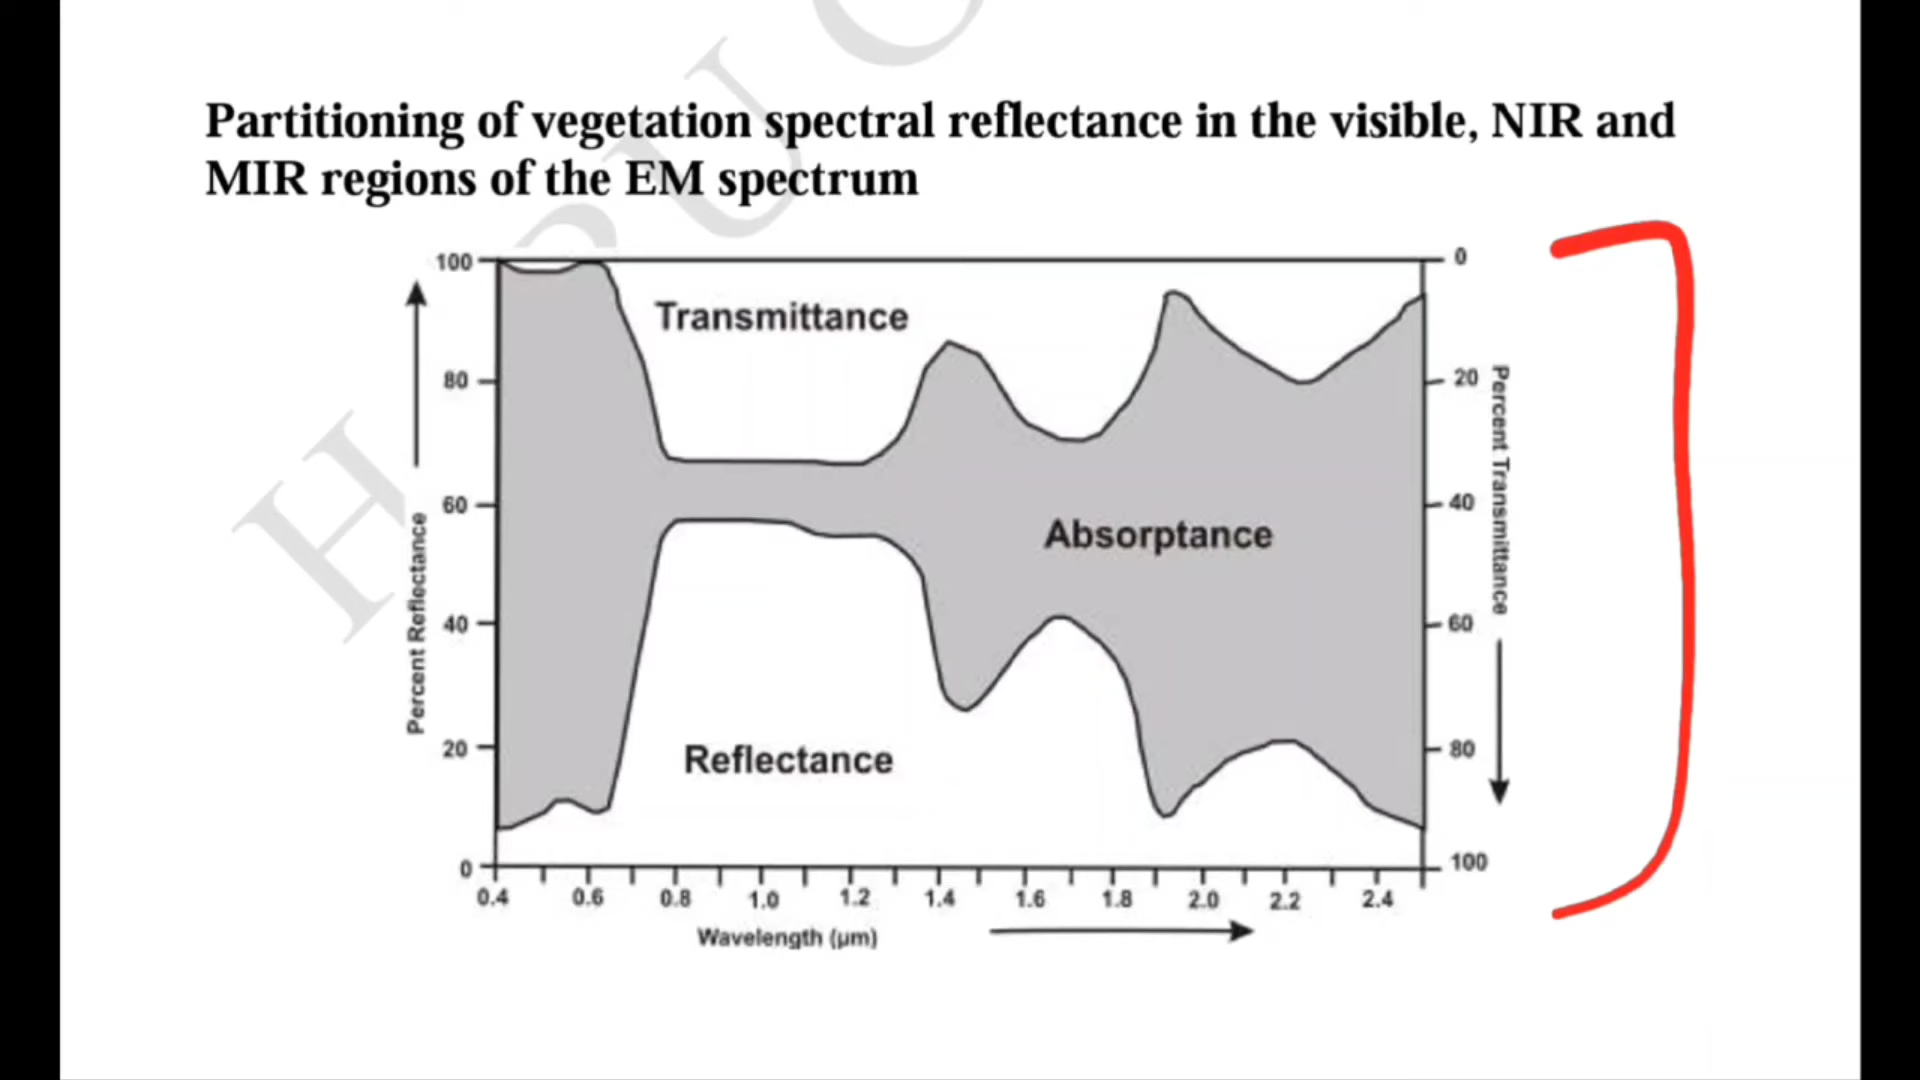 Partitioning of vegetation spectral reflectance in the visible, NIR and
MIR regions of the EM spectrum
100
80
60
40
20
0
Percent Reflectance
Transmittance
Absorptance
Reflectance
0
20
40
60
80
100
Percent Transmittance
0.4 0.6 0.8 1.0 1.2 1.4 1.6 1.8 2.0 2.2 2.4
Wavelength (µm)